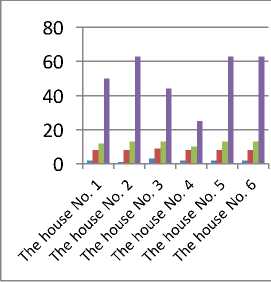 80
60
40
20
0
The house No. 1
The house No. 2
The house No. 3
The house No. 4
The house No. 5
The house No. 6